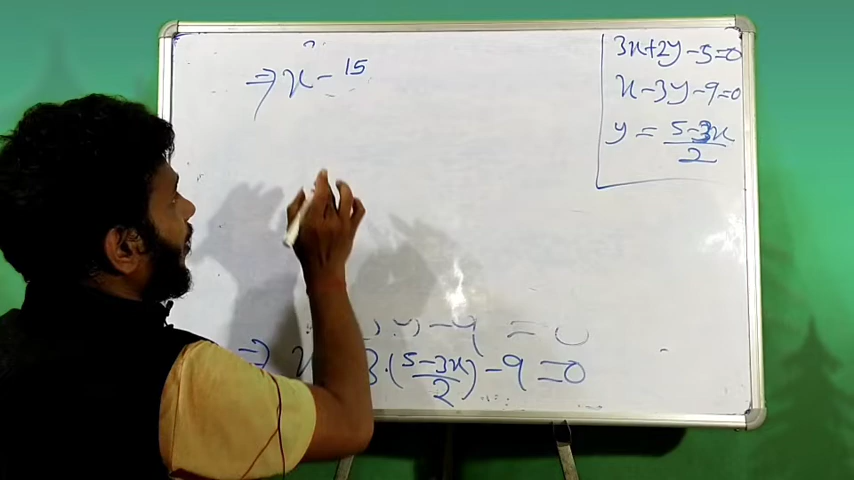 ⇒ x - 15
3x+2y-5=0
x-3y-9=0
y = 5-3x/2
⇒ x 3·(5-3x/2)-9=0